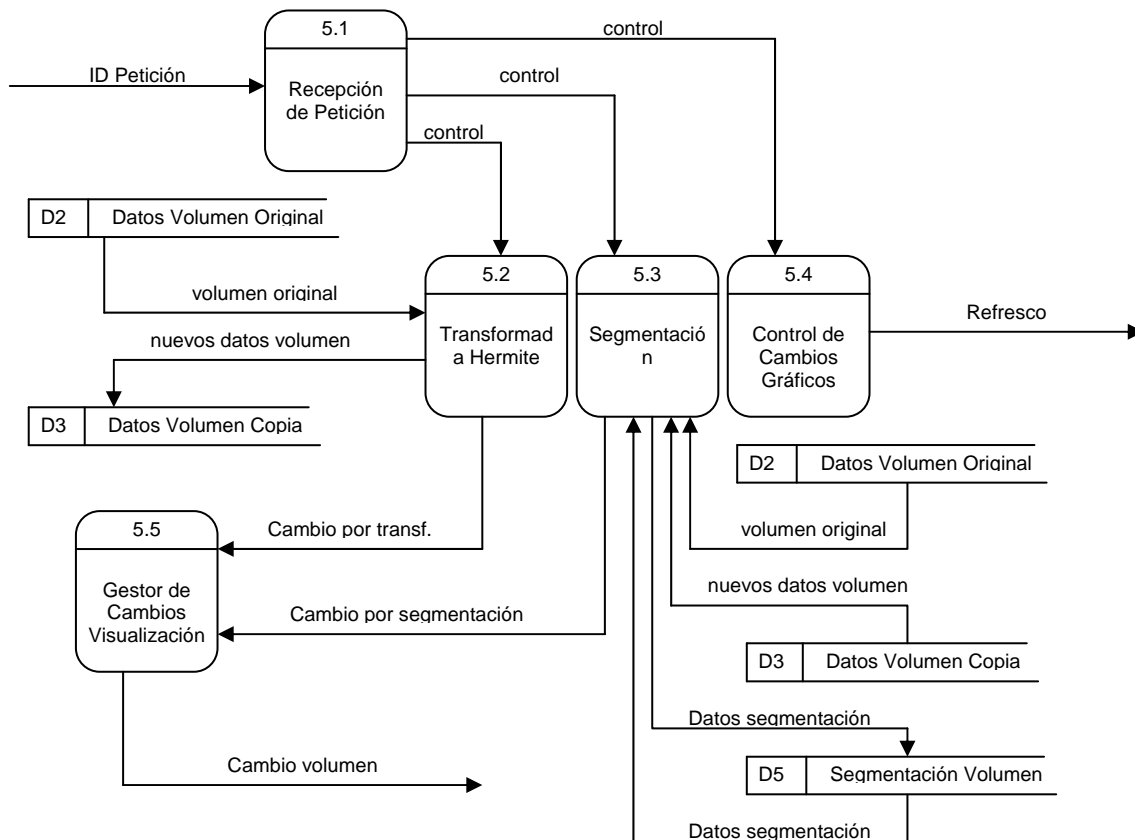 5.1
control
ID Petición
Recepción
de Petición
control
control
D2 Datos Volumen Original
5.2
5.3
5.4
volumen original
Transformad
a Hermite
Segmentació
n
Control de
Cambios
Gráficos
Refresco
nuevos datos volumen
D3 Datos Volumen Copia
D2 Datos Volumen Original
5.5
Cambio por transf.
volumen original
Gestor de
Cambios
Visualización
nuevos datos volumen
Cambio por segmentación
D3 Datos Volumen Copia
Datos segmentación
Cambio volumen
D5 Segmentación Volumen
Datos segmentación